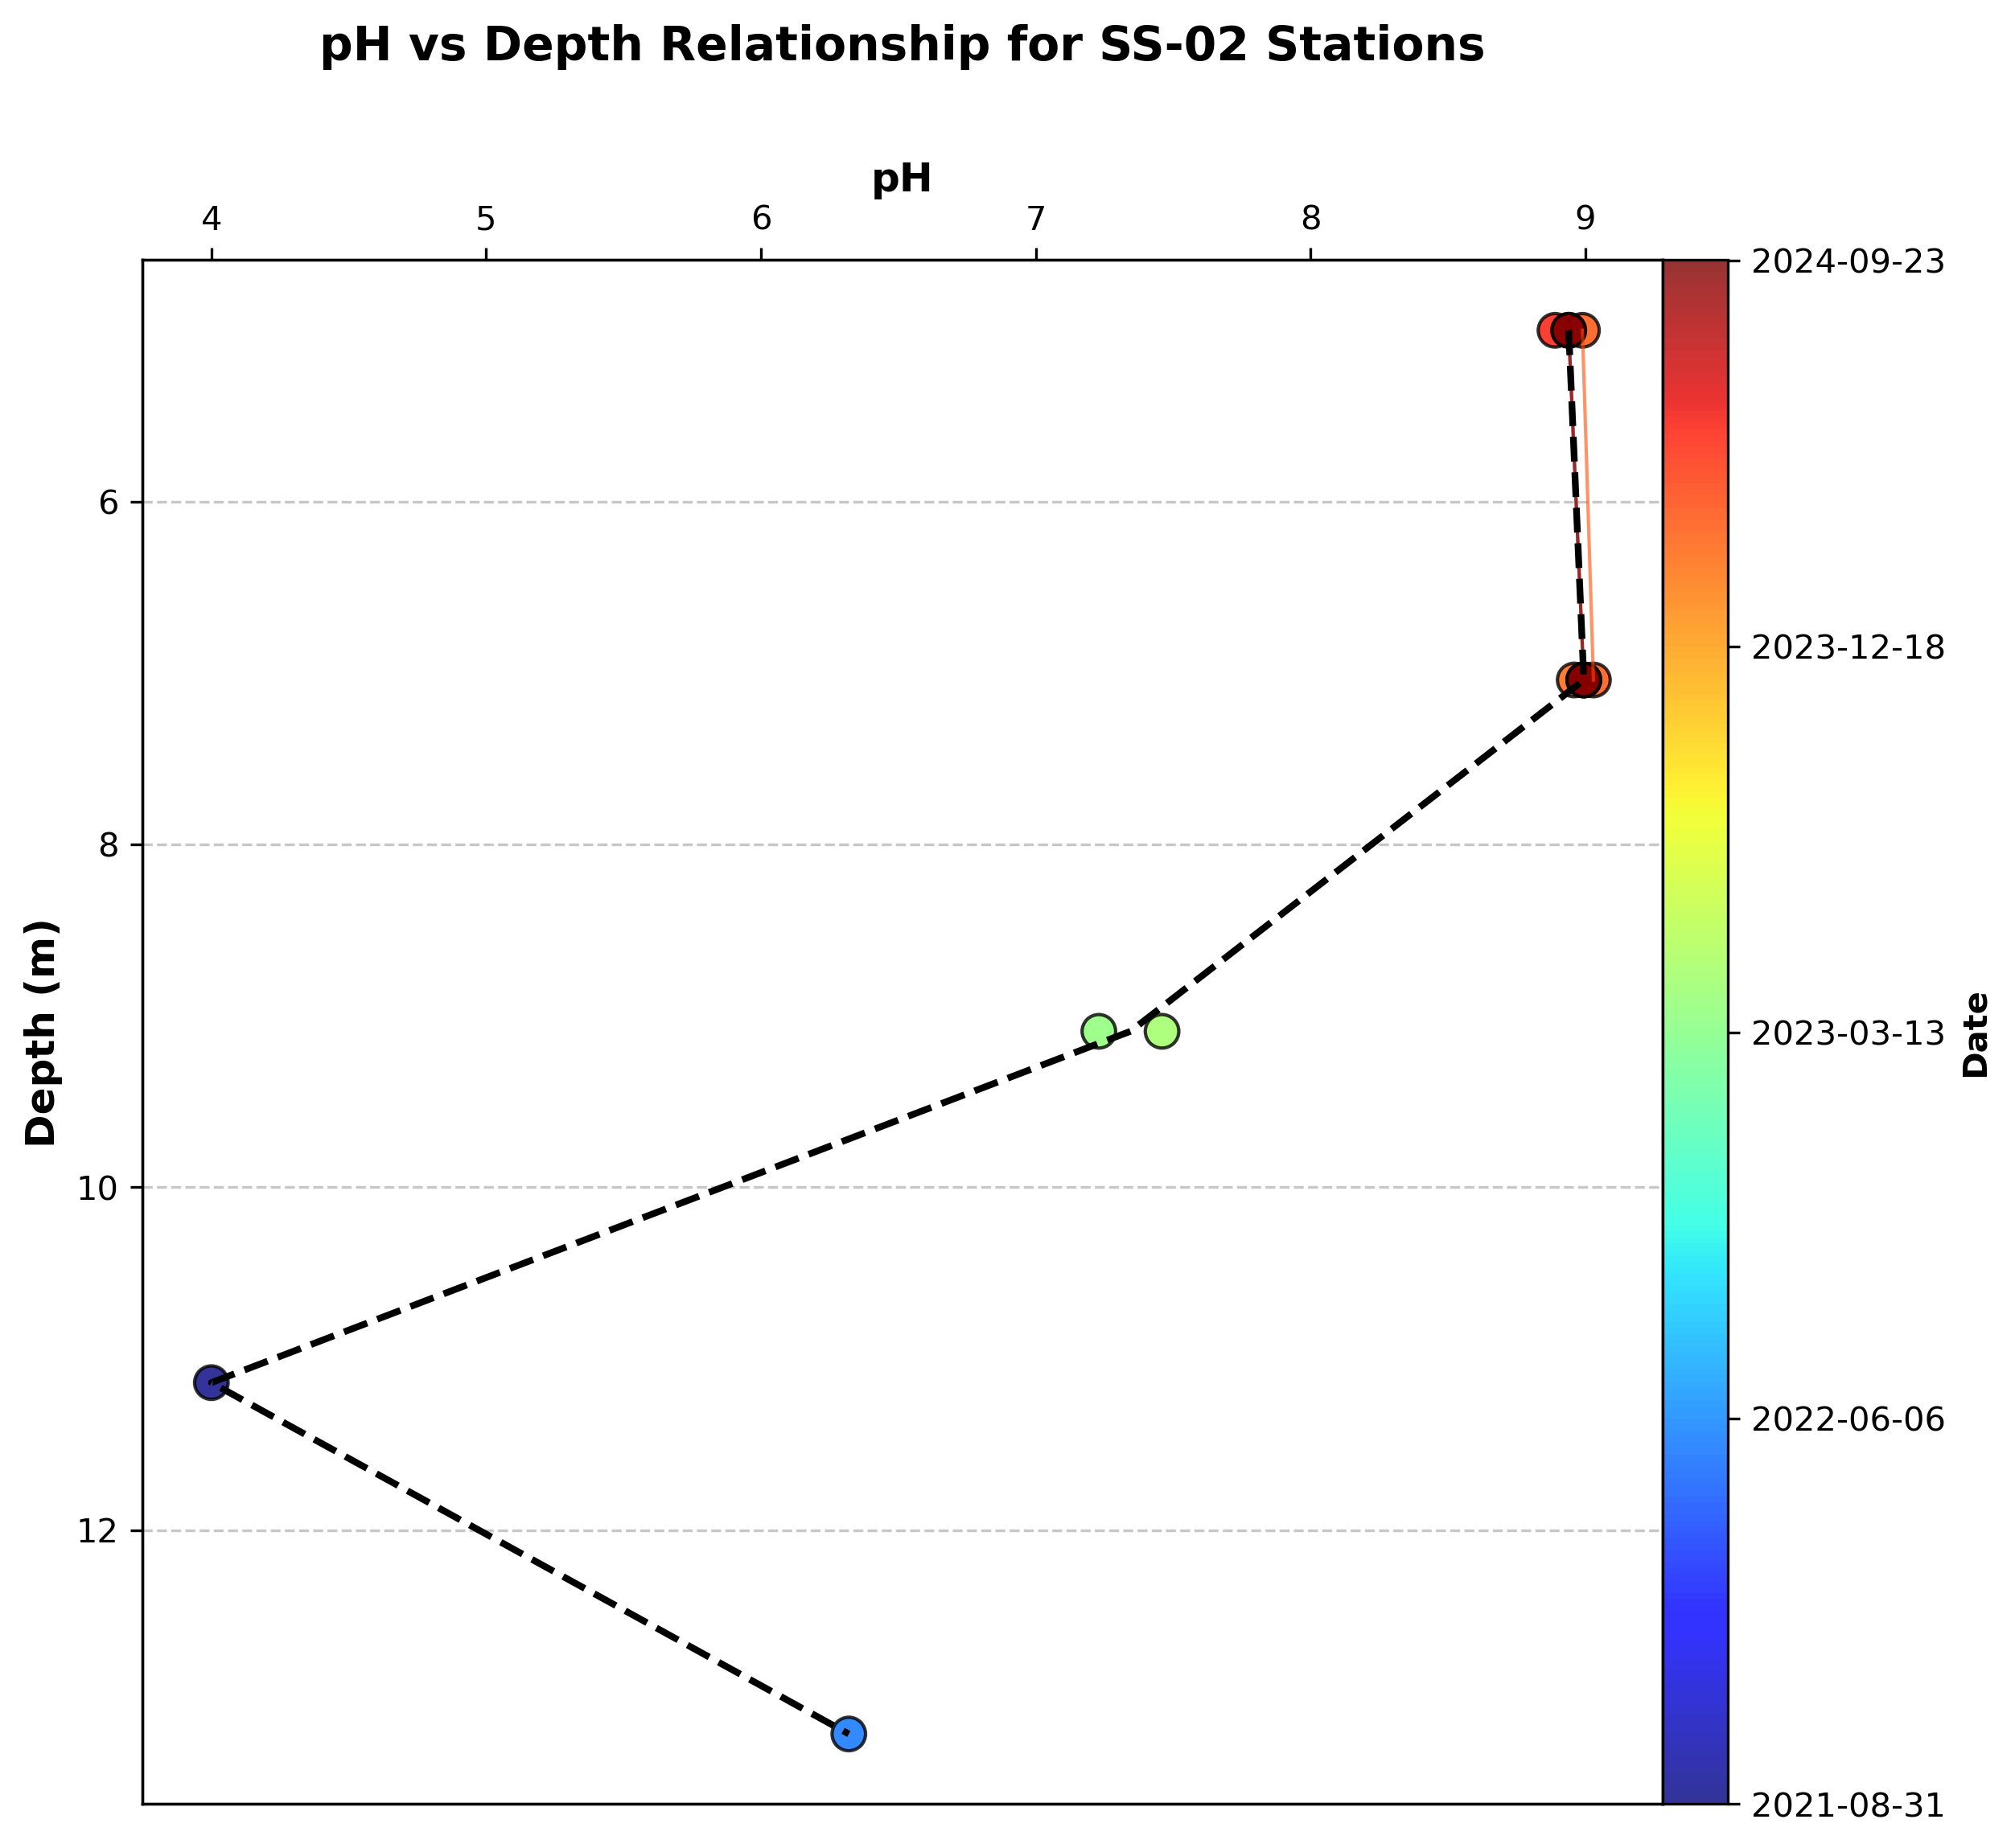 pH vs Depth Relationship for SS-02 Stations
pH
4 5 6 7 8 9
Depth (m)
6
8
10
12
2024-09-23
2023-12-18
2023-03-13
2022-06-06
2021-08-31
Date